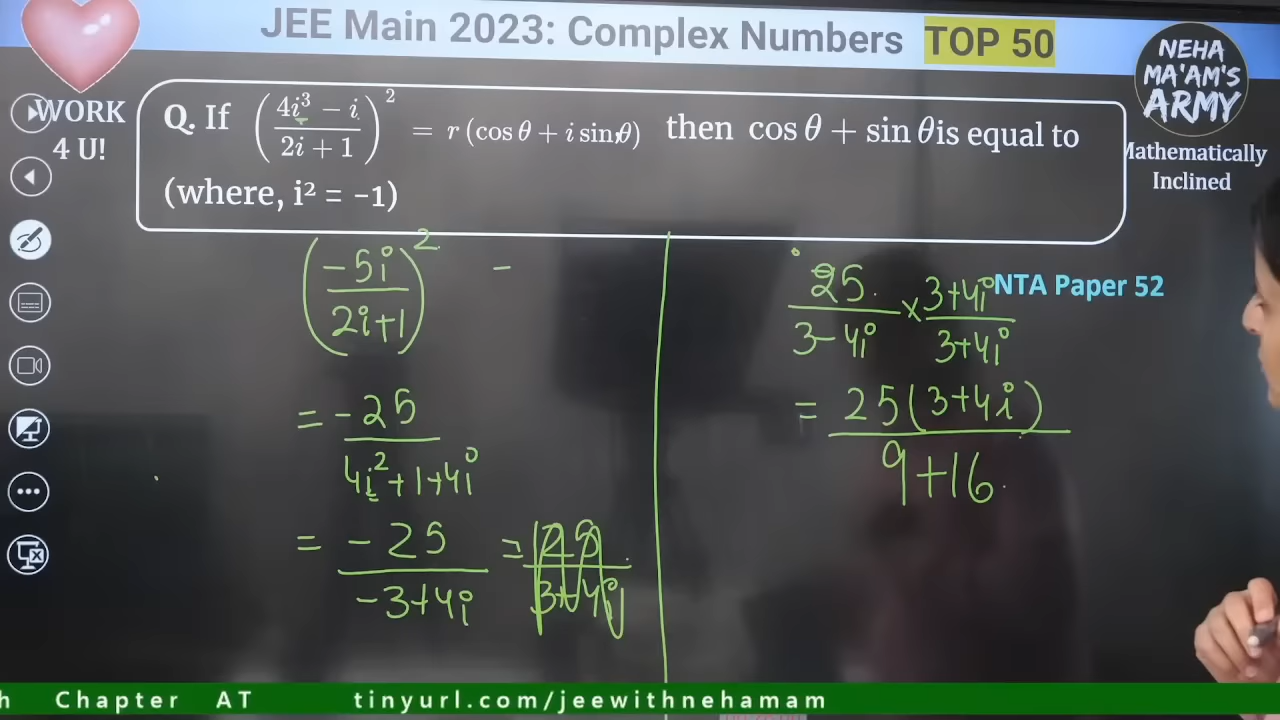 JEE Main 2023: Complex Numbers TOP 50
NEHA
MA'AM'S
ARMY
Mathematically
Inclined
WORK
4 U!
Q. If ( (4i³ − i) / (2i + 1) )² = r (cos θ + i sin θ) then cos θ + sin θ is equal to
(where, i² = -1)
NTA Paper 52
( -5i / (2i+1) )² -
= -25 / (4i² + 1 + 4i)
= -25 / (-3+4i) =
25 / (3-4i) × (3+4i) / (3+4i)
= 25(3+4i) / (9+16)
h Chapter AT tinyurl.com/jeewithnehamam